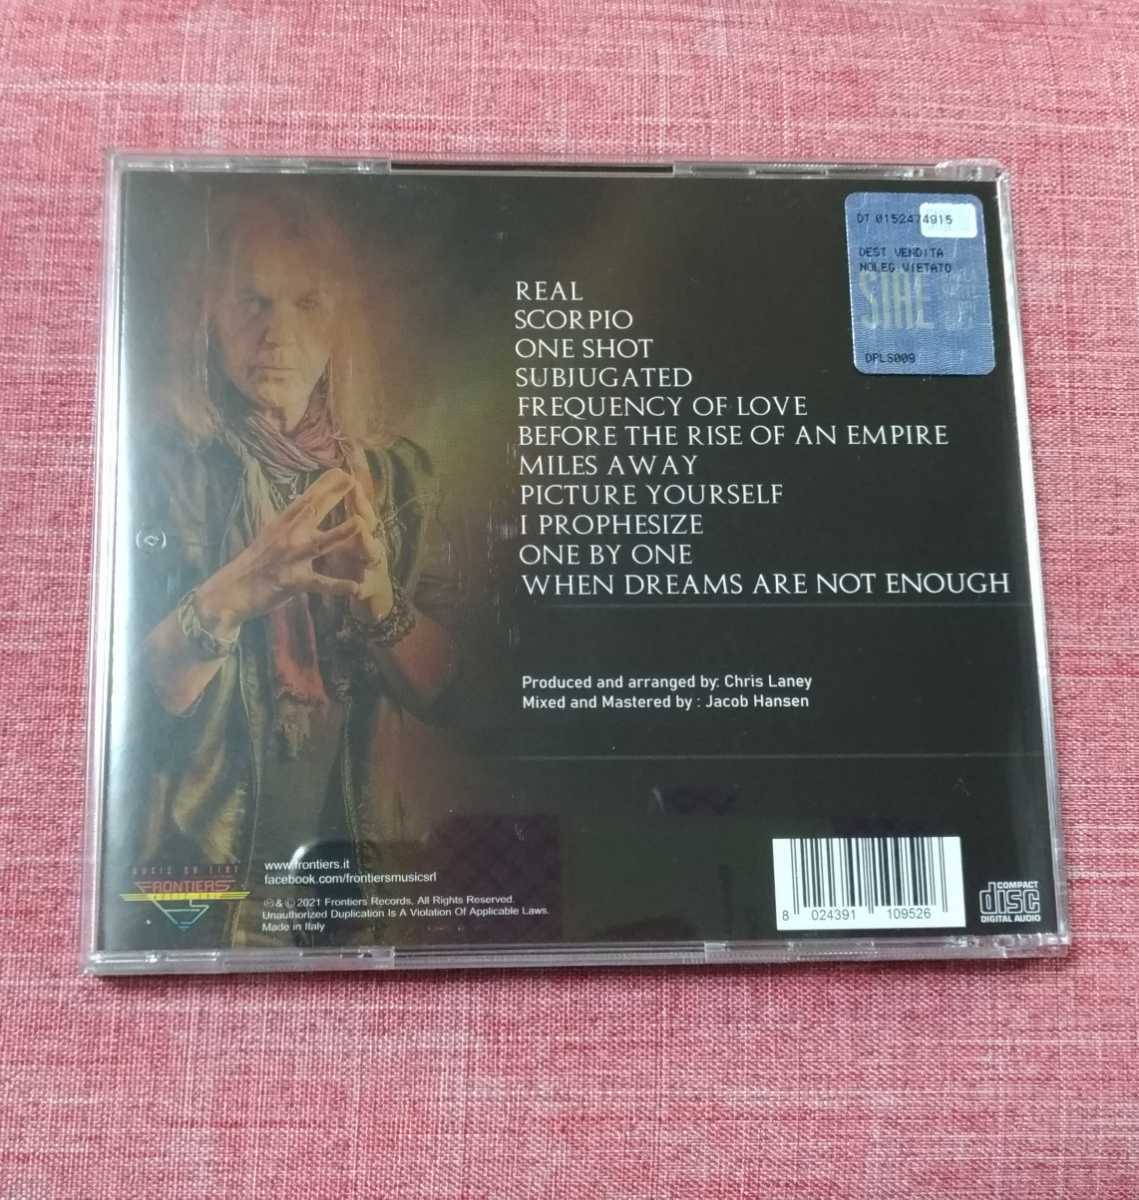 DT 0152474915
DEST VENDITA
NOLEG VIETATO
SIAE
DPLS009
REAL
SCORPIO
ONE SHOT
SUBJUGATED
FREQUENCY OF LOVE
BEFORE THE RISE OF AN EMPIRE
MILES AWAY
PICTURE YOURSELF
I PROPHESIZE
ONE BY ONE
WHEN DREAMS ARE NOT ENOUGH
Produced and arranged by: Chris Laney
Mixed and Mastered by : Jacob Hansen
FRONTIERS
www.frontiers.it
facebook.com/frontiersmusicsrl
℗ & © 2021 Frontiers Records. All Rights Reserved.
Unauthorized Duplication Is A Violation Of Applicable Laws.
Made in Italy
8 024391 109526
COMPACT
disc
DIGITAL AUDIO